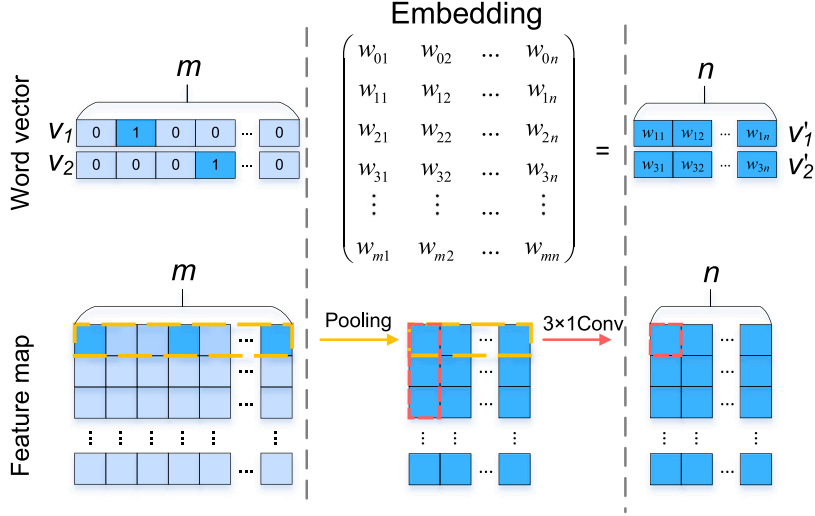 Embedding
Word vector
m
v1 0 1 0 0 ... 0
v2 0 0 0 1 ... 0
w01 w02 ... w0n
w11 w12 ... w1n
w21 w22 ... w2n
w31 w32 ... w3n
⋮ ⋮ ... ⋮
wm1 wm2 ... wmn
=
n
w11 w12 ... w1n v'1
w31 w32 ... w3n v'2
Feature map
m
Pooling
3×1Conv
n